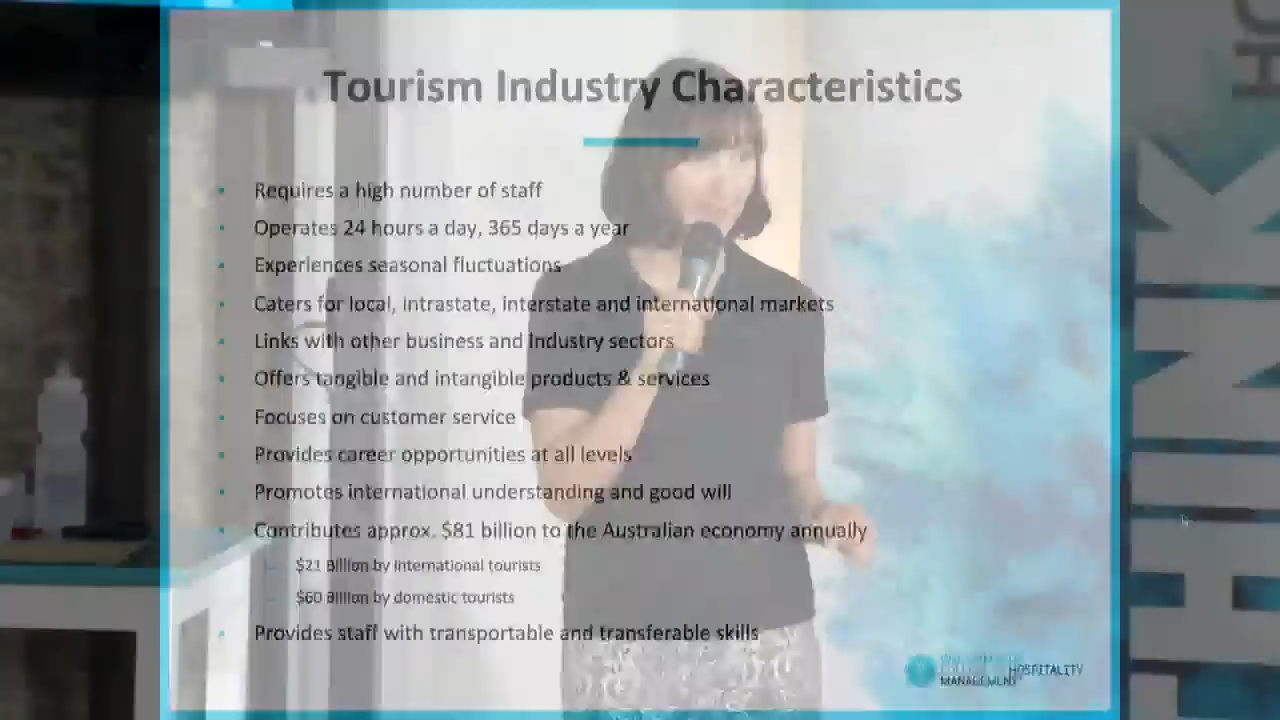 Tourism Industry Characteristics
Requires a high number of staff
Operates 24 hours a day, 365 days a year
Experiences seasonal fluctuations
Caters for local, intrastate, interstate and international markets
Links with other business and Industry sectors
Offers tangible and intangible products & services
Focuses on customer service
Provides career opportunities at all levels
Promotes international understanding and good will
Contributes approx. $81 billion to the Australian economy annually
$21 Billion by international tourists
$60 Billion by domestic tourists
Provides staff with transportable and transferable skills
HOSPITALITY
MANAGEMENT
THINK
HO